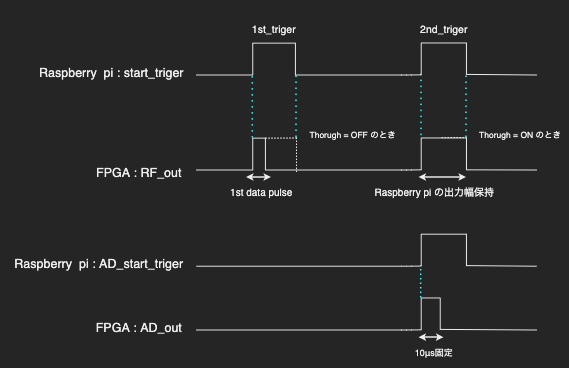 1st_triger
2nd_triger
Raspberry pi : start_triger
Thorugh = OFF のとき
Thorugh = ON のとき
FPGA : RF_out
1st data pulse
Raspberry pi の出力幅保持
Raspberry pi : AD_start_triger
FPGA : AD_out
10μs固定